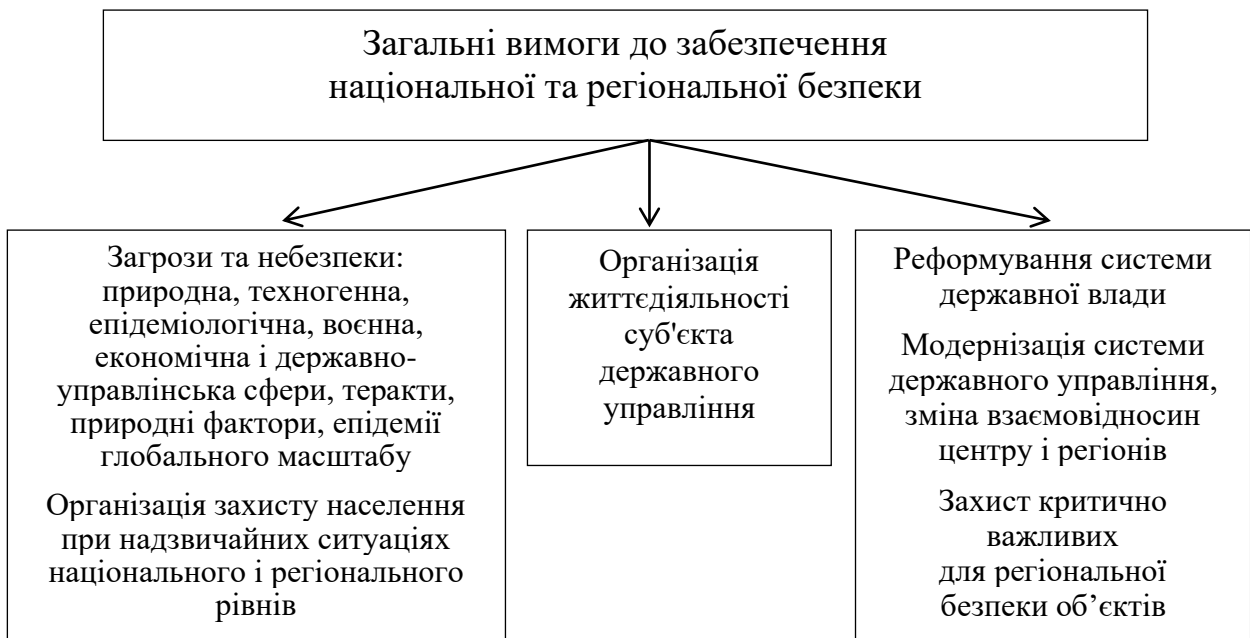 Загальні вимоги до забезпечення
національної та регіональної безпеки
Загрози та небезпеки:
природна, техногенна,
епідеміологічна, воєнна,
економічна і державно-
управлінська сфери, теракти,
природні фактори, епідемії
глобального масштабу
Організація захисту населення
при надзвичайних ситуаціях
національного і регіонального
рівнів
Організація
життєдіяльності
суб'єкта
державного
управління
Реформування системи
державної влади
Модернізація системи
державного управління,
зміна взаємовідносин
центру і регіонів
Захист критично
важливих
для регіональної
безпеки об’єктів